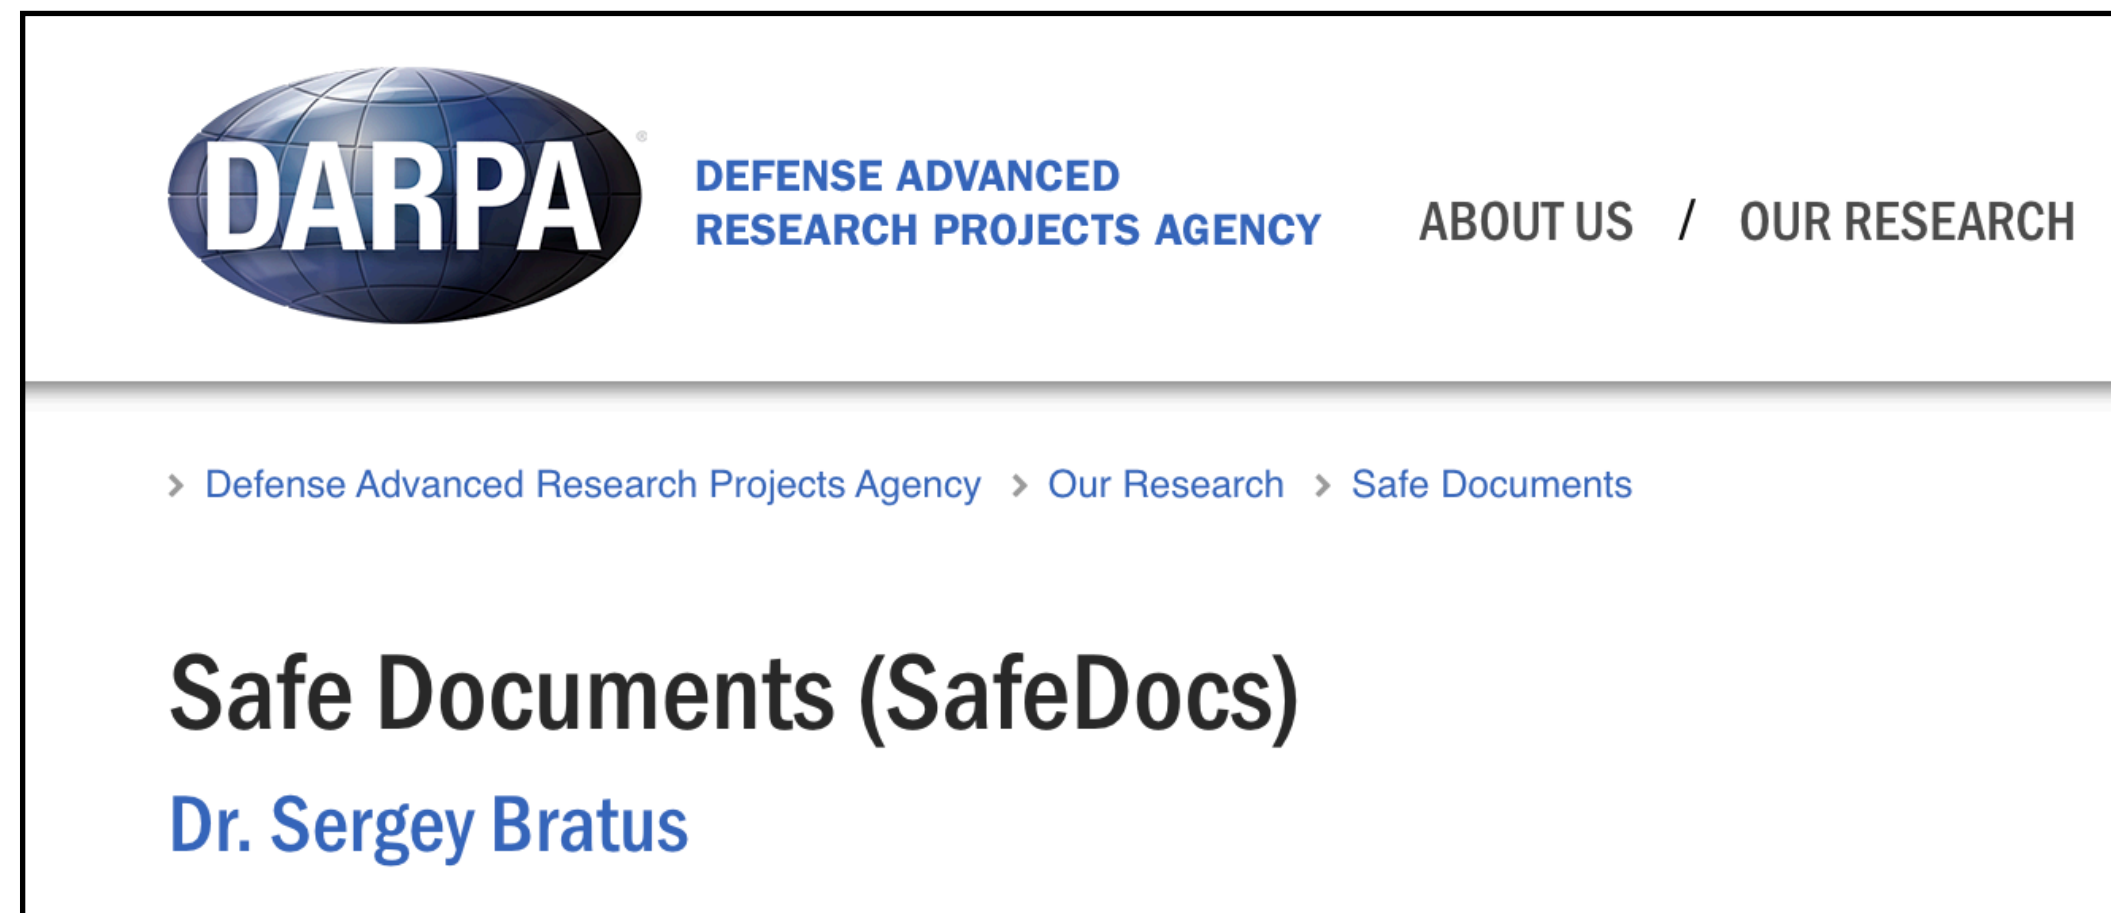 DARPA
®
DEFENSE ADVANCED
RESEARCH PROJECTS AGENCY
ABOUT US / OUR RESEARCH
> Defense Advanced Research Projects Agency > Our Research > Safe Documents
Safe Documents (SafeDocs)
Dr. Sergey Bratus